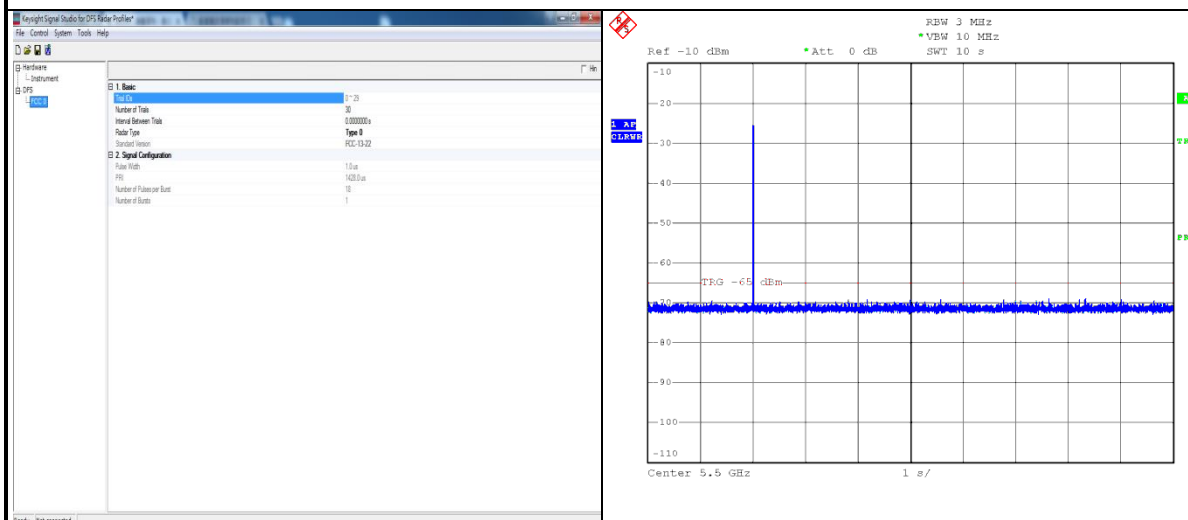 Keysight Signal Studio for DFS Radar Profiles*
File Control System Tools Help
Hardware
Instrument
DFS
FCC 0
Hin
1. Basic
Trial IDs 0 ~ 29
Number of Trials 30
Interval Between Trials 0.0000000 s
Radar Type Type 0
Standard Version FCC-13-22
2. Signal Configuration
Pulse Width 1.0 us
PRI 1428.0 us
Number of Pulses per Burst 18
Number of Bursts 1
R S
RBW 3 MHz
*VBW 10 MHz
Ref -10 dBm *Att 0 dB SWT 10 s
-10
-20
A
1 AP
CLRWR
-30
-40
-50
-60
TRG -65 dBm
-70
-80
-90
-100
-110
Center 5.5 GHz 1 s/